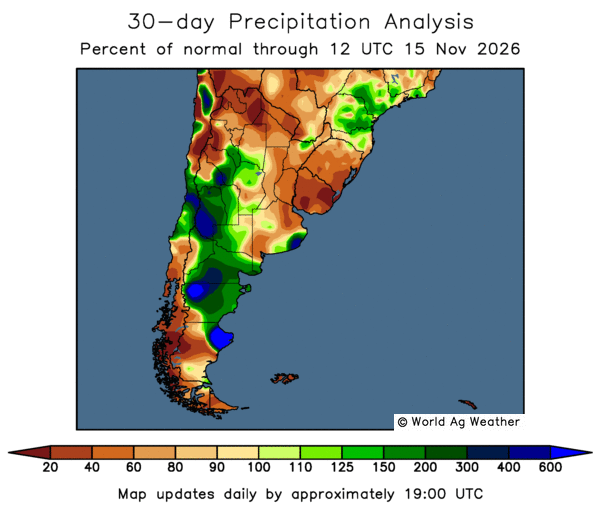 30-day Precipitation Analysis
Percent of normal through 12 UTC 15 Nov 2026
© World Ag Weather
20 40 60 80 90 100 110 125 150 200 300 400 600
Map updates daily by approximately 19:00 UTC